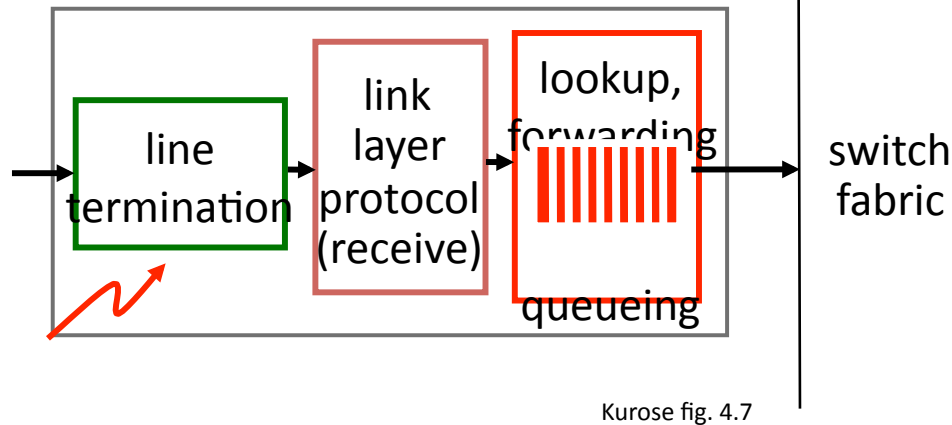 line
termination
link
layer
protocol
(receive)
lookup,
forwarding
queueing
switch
fabric
Kurose fig. 4.7